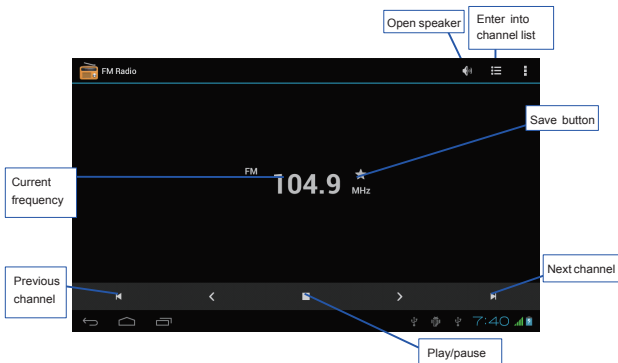 Open speaker
Enter into
channel list
FM Radio
Save button
FM
104.9
MHz
Current
frequency
Previous
channel
Next channel
7:40
Play/pause